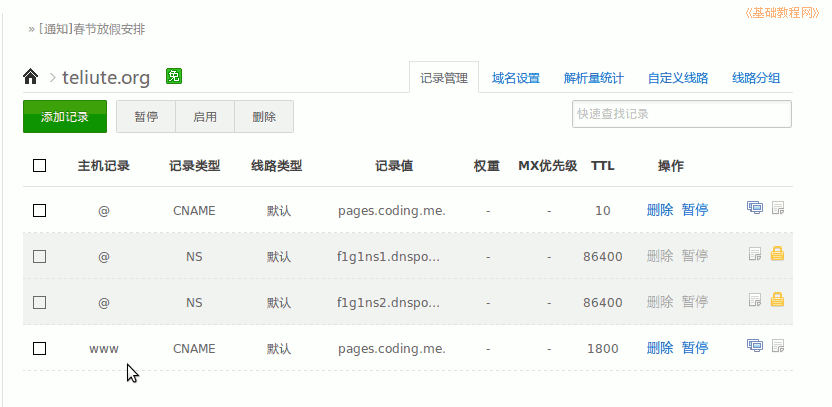 《基础教程网》
» [通知]春节放假安排
teliute.org 免 记录管理 域名设置 解析量统计 自定义线路 线路分组
添加记录 暂停 启用 删除 快速查找记录
主机记录 记录类型 线路类型 记录值 权重 MX优先级 TTL 操作
@ CNAME 默认 pages.coding.me. - - 10 删除 暂停
@ NS 默认 f1g1ns1.dnspo... - - 86400 删除 暂停
@ NS 默认 f1g1ns2.dnspo... - - 86400 删除 暂停
www CNAME 默认 pages.coding.me. - - 1800 删除 暂停